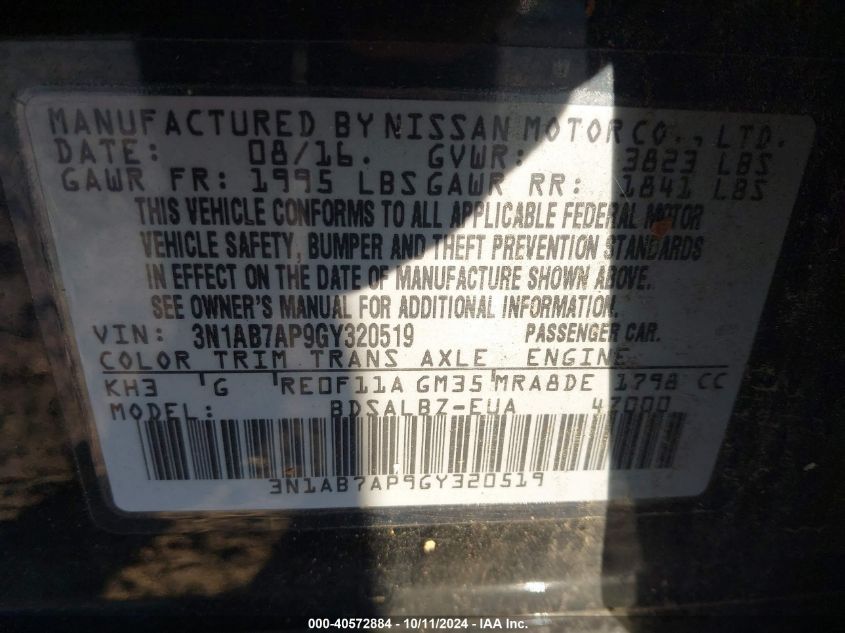 MANUFACTURED BY NISSAN MOTOR CO., LTD.
DATE: 08/16. GVWR: 3823 LBS
GAWR FR: 1995 LBS GAWR RR: 1841 LBS
THIS VEHICLE CONFORMS TO ALL APPLICABLE FEDERAL MOTOR
VEHICLE SAFETY, BUMPER AND THEFT PREVENTION STANDARDS
IN EFFECT ON THE DATE OF MANUFACTURE SHOWN ABOVE.
SEE OWNER'S MANUAL FOR ADDITIONAL INFORMATION.
VIN: 3N1AB7AP9GY320519 PASSENGER CAR.
COLOR TRIM TRANS AXLE ENGINE
KH3 'G RE0F11A GM35 'MRA8DE 1798 CC
MODEL: BDSALBZ-EUA 47000
3N1AB7AP9GY320519
000-40572884 - 10/11/2024 - IAA Inc.